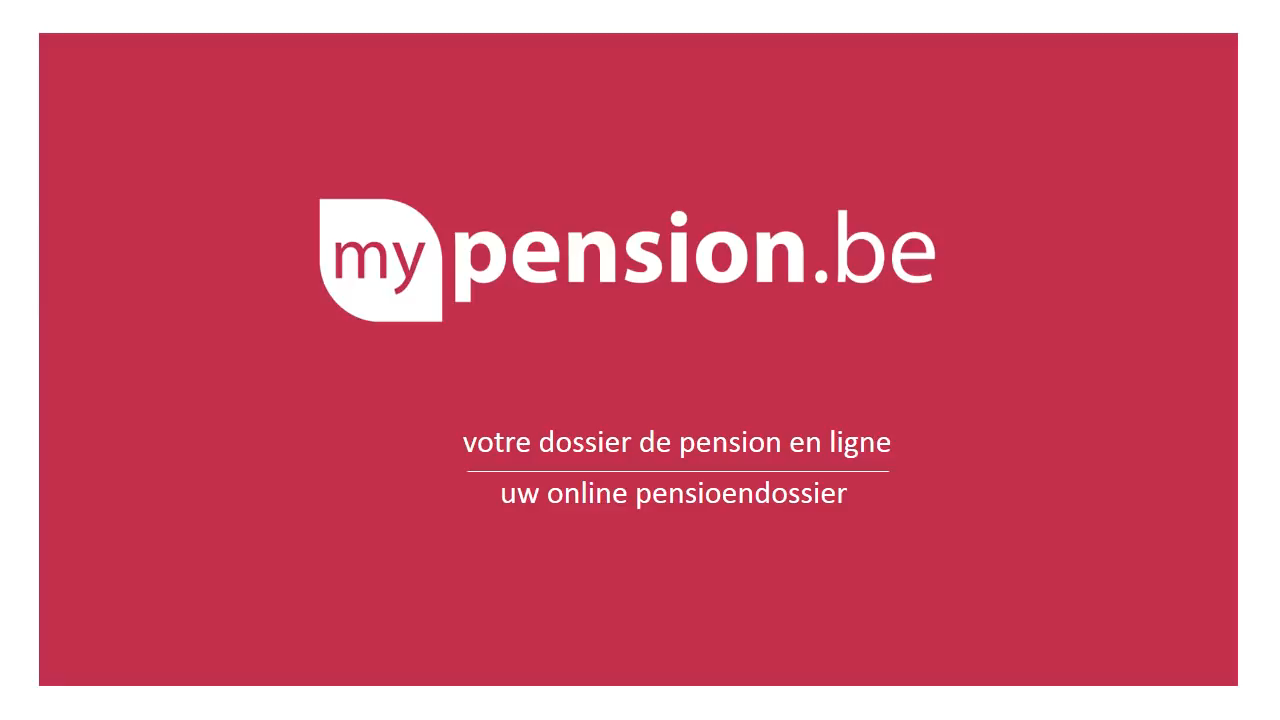 mypension.be
votre dossier de pension en ligne
uw online pensioendossier